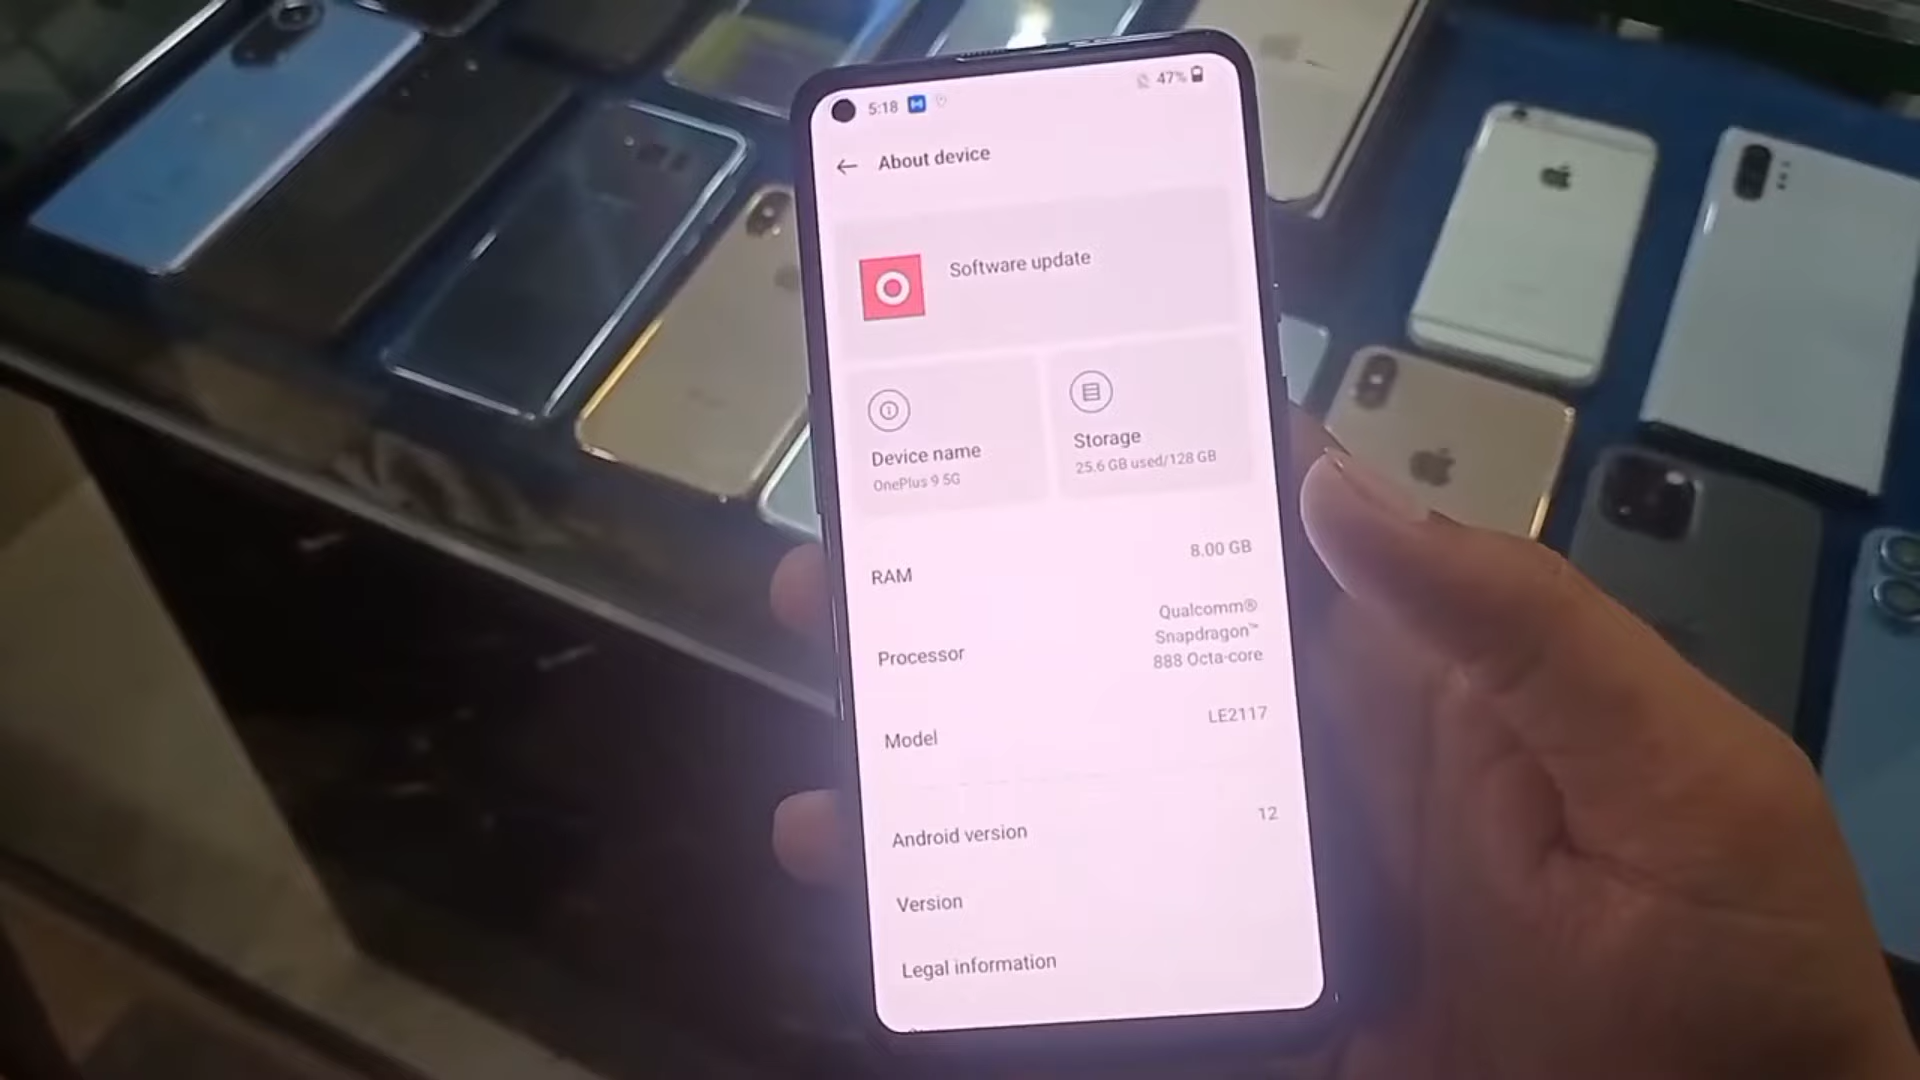 5:18
47%
About device
Software update
Device name
OnePlus 9 5G
Storage
25.6 GB used/128 GB
RAM
8.00 GB
Processor
Qualcomm®
Snapdragon™
888 Octa-core
Model
LE2117
Android version
12
Version
Legal information